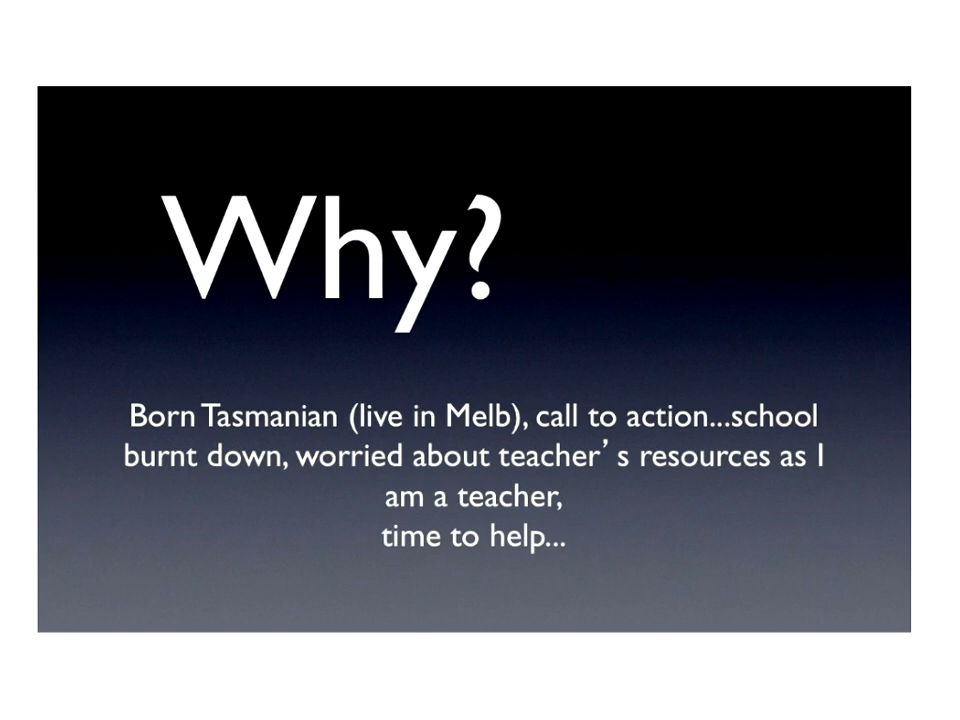 Why?
Born Tasmanian (live in Melb), call to action...school
burnt down, worried about teacher’s resources as I
am a teacher,
time to help...